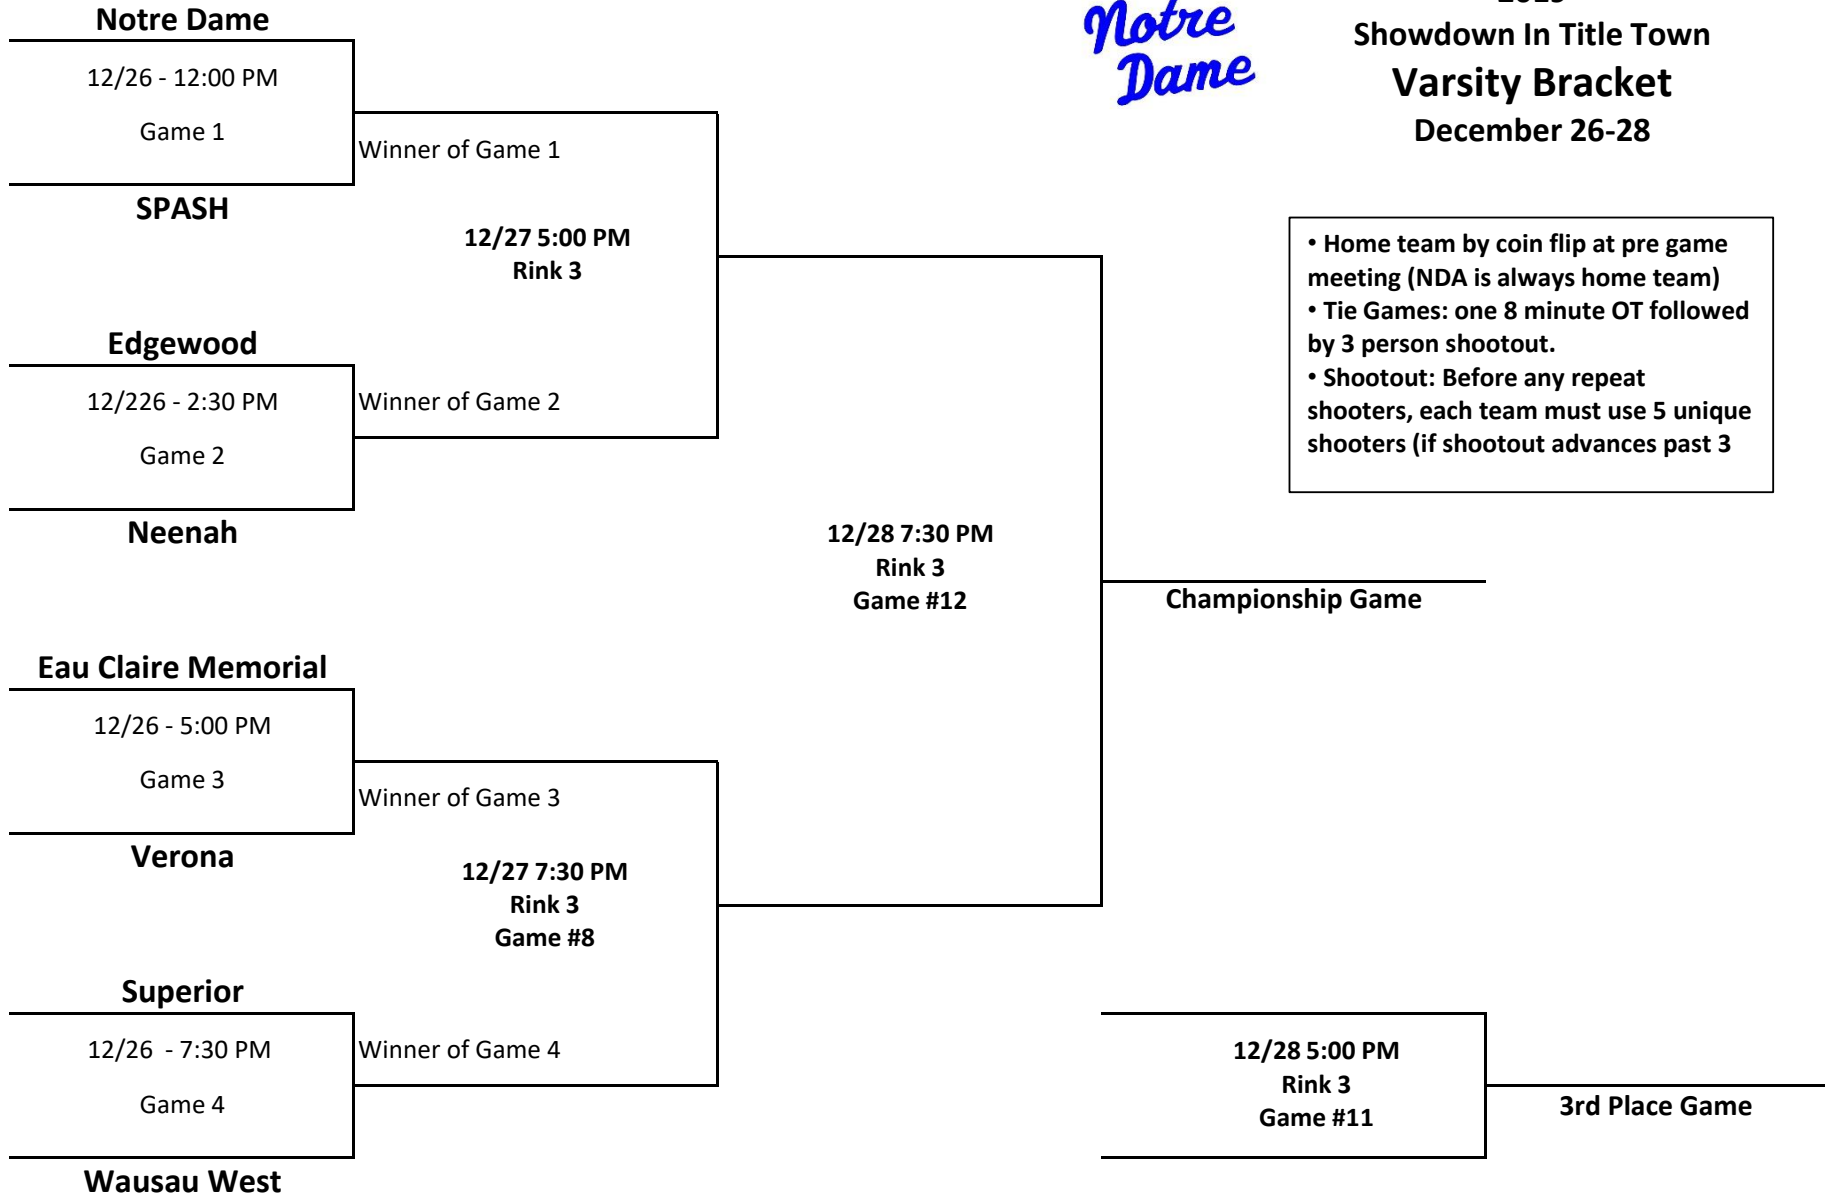 Notre Dame
12/26 - 12:00 PM
Game 1
SPASH
Winner of Game 1
12/27 5:00 PM
Rink 3
Edgewood
12/226 - 2:30 PM
Game 2
Neenah
Winner of Game 2
Eau Claire Memorial
12/26 - 5:00 PM
Game 3
Verona
Winner of Game 3
12/27 7:30 PM
Rink 3
Game #8
Superior
12/26  - 7:30 PM
Game 4
Wausau West
Winner of Game 4
12/28 7:30 PM
Rink 3
Game #12
Championship Game
Notre
Dame
Showdown In Title Town
Varsity Bracket
December 26-28
• Home team by coin flip at pre game
meeting (NDA is always home team)
• Tie Games: one 8 minute OT followed
by 3 person shootout.
• Shootout: Before any repeat
shooters, each team must use 5 unique
shooters (if shootout advances past 3
12/28 5:00 PM
Rink 3
Game #11
3rd Place Game